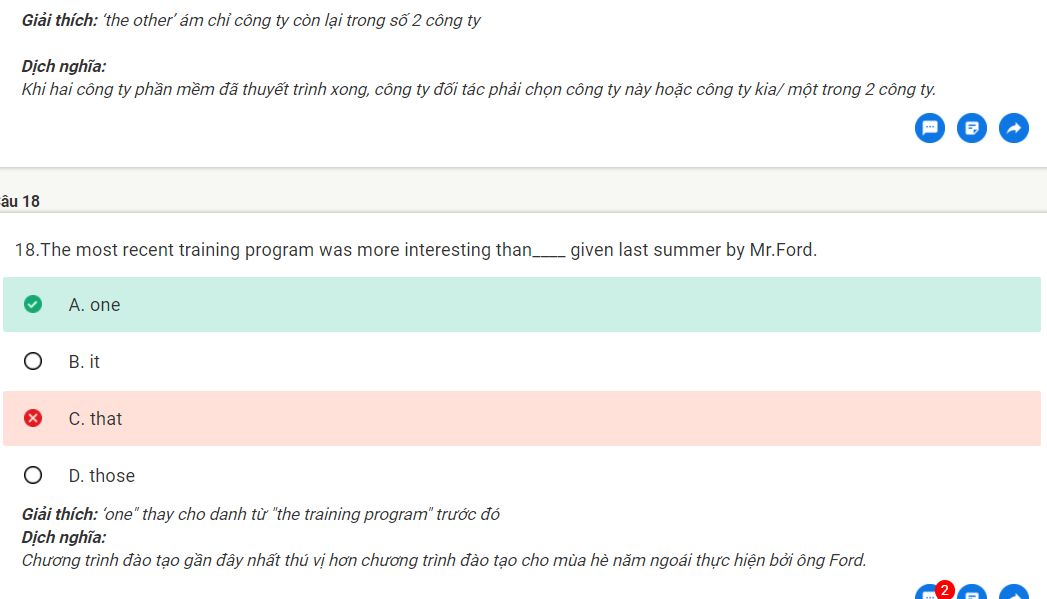 Giải thích: ‘the other’ ám chỉ công ty còn lại trong số 2 công ty
Dịch nghĩa:
Khi hai công ty phần mềm đã thuyết trình xong, công ty đối tác phải chọn công ty này hoặc công ty kia/ một trong 2 công ty.
âu 18
18.The most recent training program was more interesting than____ given last summer by Mr.Ford.
A. one
B. it
C. that
D. those
Giải thích: ‘one" thay cho danh từ "the training program" trước đó
Dịch nghĩa:
Chương trình đào tạo gần đây nhất thú vị hơn chương trình đào tạo cho mùa hè năm ngoái thực hiện bởi ông Ford.
2